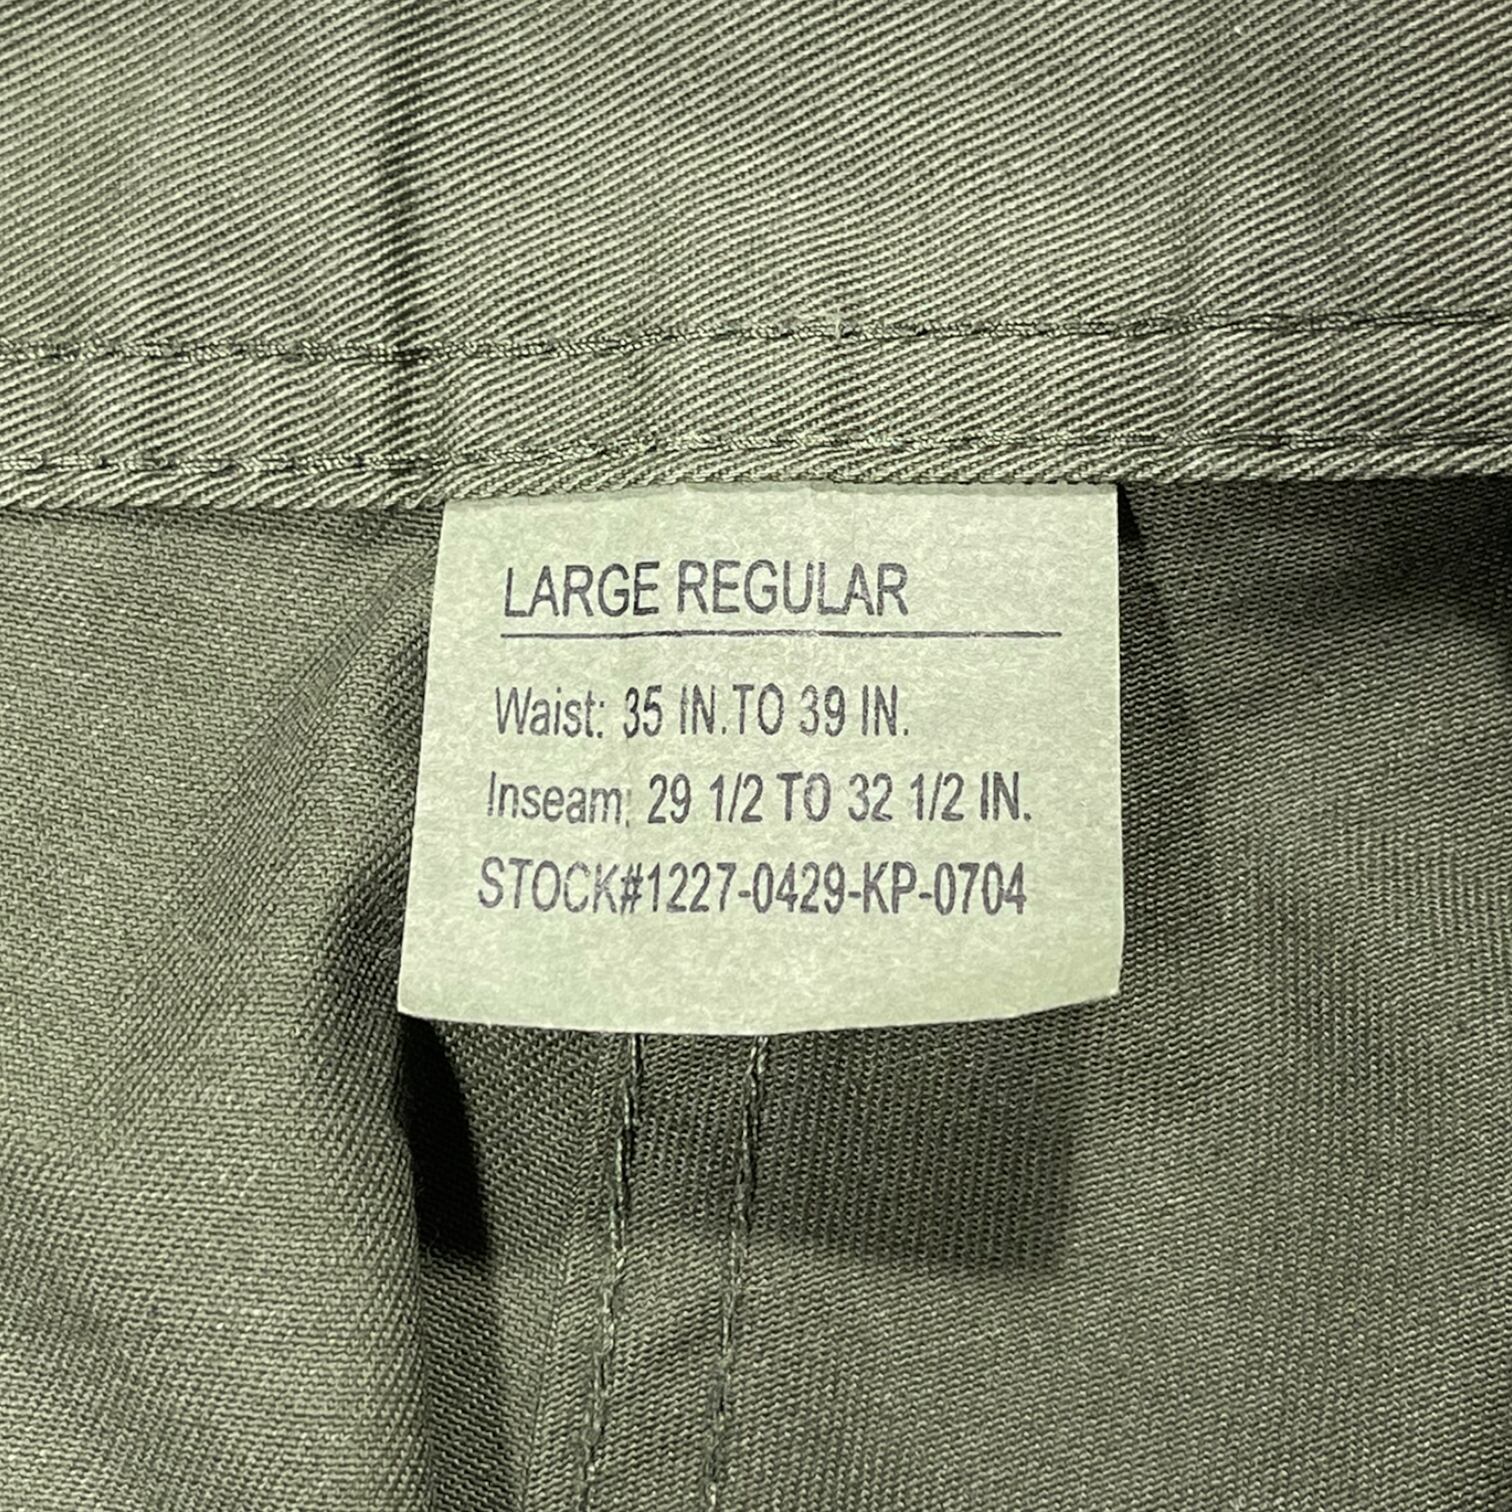 LARGE REGULAR
Waist: 35 IN.TO 39 IN.
Inseam: 29 1/2 TO 32 1/2 IN.
STOCK#1227-0429-KP-0704